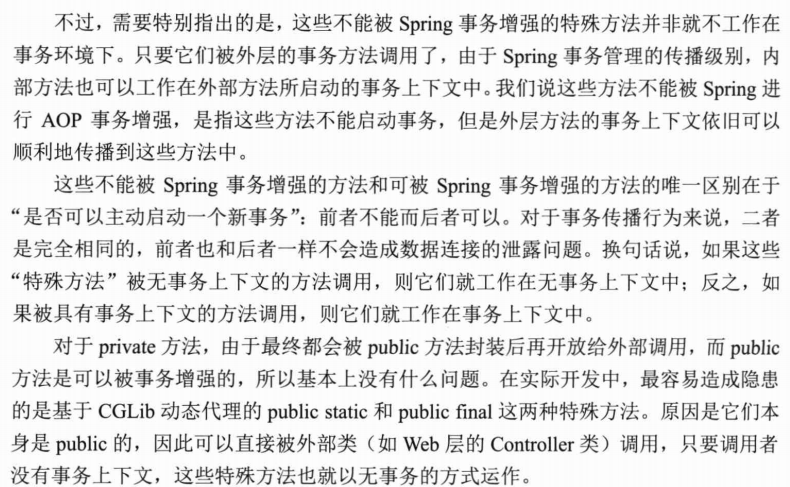 不过，需要特别指出的是，这些不能被 Spring 事务增强的特殊方法并非就不工作在
事务环境下。只要它们被外层的事务方法调用了，由于 Spring 事务管理的传播级别，内
部方法也可以工作在外部方法所启动的事务上下文中。我们说这些方法不能被 Spring 进
行 AOP 事务增强，是指这些方法不能启动事务，但是外层方法的事务上下文依旧可以
顺利地传播到这些方法中。
这些不能被 Spring 事务增强的方法和可被 Spring 事务增强的方法的唯一区别在于
“是否可以主动启动一个新事务”：前者不能而后者可以。对于事务传播行为来说，二者
是完全相同的，前者也和后者一样不会造成数据连接的泄露问题。换句话说，如果这些
“特殊方法”被无事务上下文的方法调用，则它们就工作在无事务上下文中；反之，如
果被具有事务上下文的方法调用，则它们就工作在事务上下文中。
对于 private 方法，由于最终都会被 public 方法封装后再开放给外部调用，而 public
方法是可以被事务增强的，所以基本上没有什么问题。在实际开发中，最容易造成隐患
的是基于 CGLib 动态代理的 public static 和 public final 这两种特殊方法。原因是它们本
身是 public 的，因此可以直接被外部类（如 Web 层的 Controller 类）调用，只要调用者
没有事务上下文，这些特殊方法也就以无事务的方式运作。